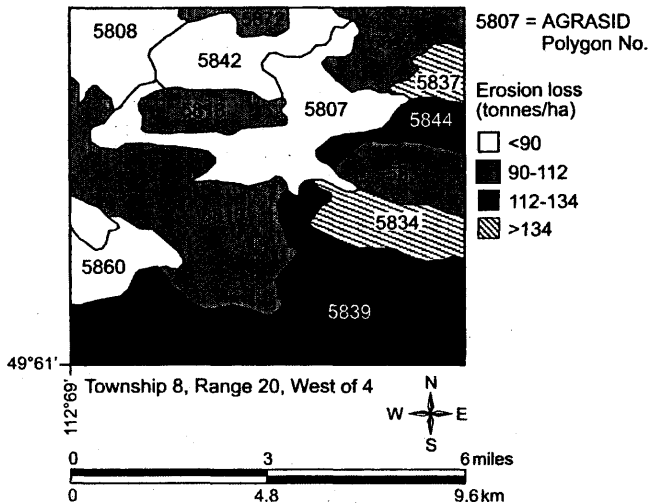 5808
5842
5807
5837
5844
5834
5860
5839
5807 = AGRASID
Polygon No.
Erosion loss
(tonnes/ha)
<90
90-112
112-134
>134
49°61'
112°69'
Township 8, Range 20, West of 4
N
W E
S
0 3 6 miles
0 4.8 9.6 km